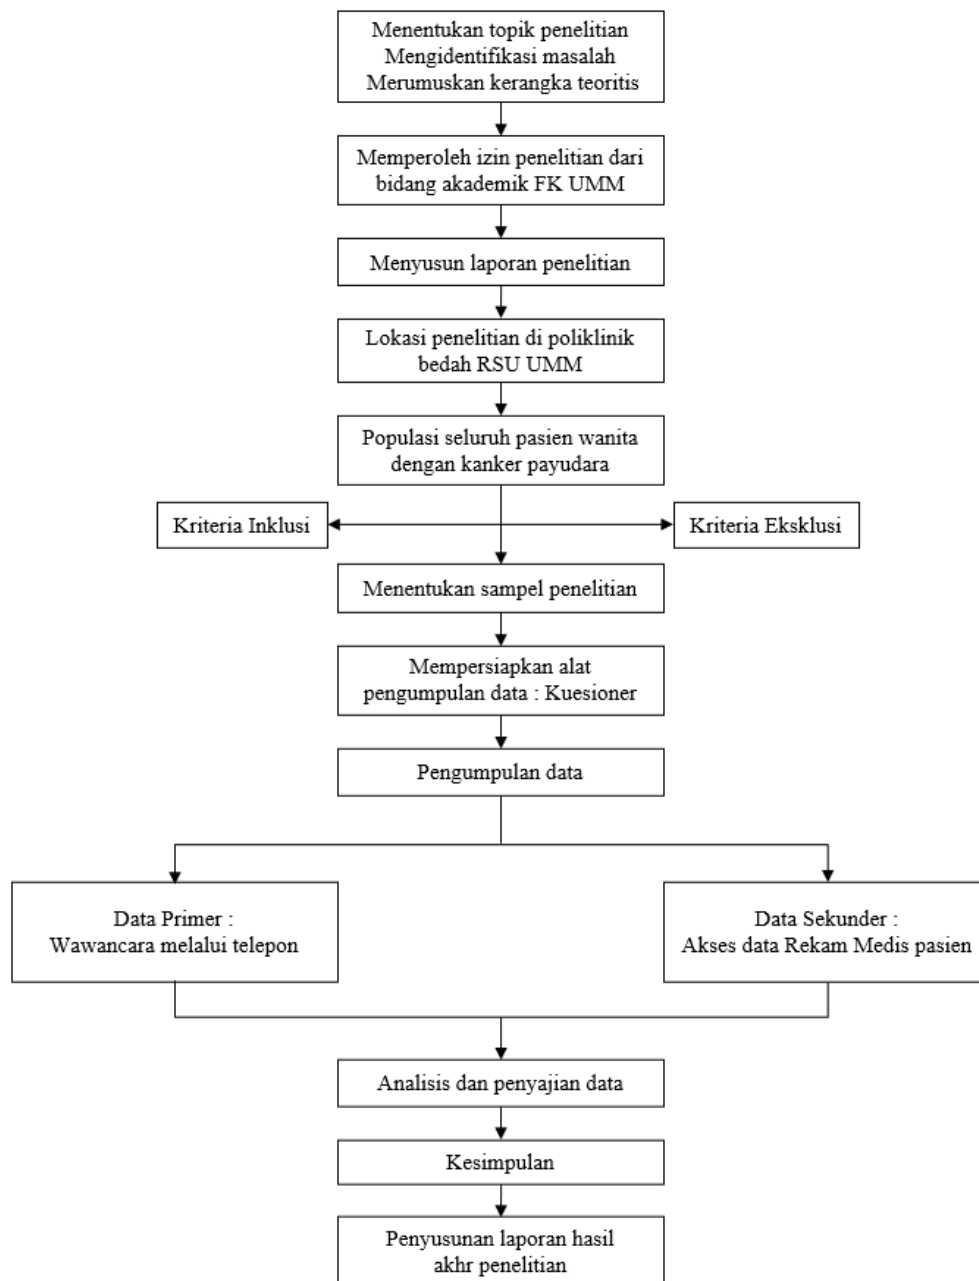 Menentukan topik penelitian
Mengidentifikasi masalah
Merumuskan kerangka teoritis
Memperoleh izin penelitian dari
bidang akademik FK UMM
Menyusun laporan penelitian
Lokasi penelitian di poliklinik
bedah RSU UMM
Populasi seluruh pasien wanita
dengan kanker payudara
Kriteria Inklusi
Kriteria Eksklusi
Menentukan sampel penelitian
Mempersiapkan alat
pengumpulan data : Kuesioner
Pengumpulan data
Data Primer :
Wawancara melalui telepon
Data Sekunder :
Akses data Rekam Medis pasien
Analisis dan penyajian data
Kesimpulan
Penyusunan laporan hasil
akhr penelitian